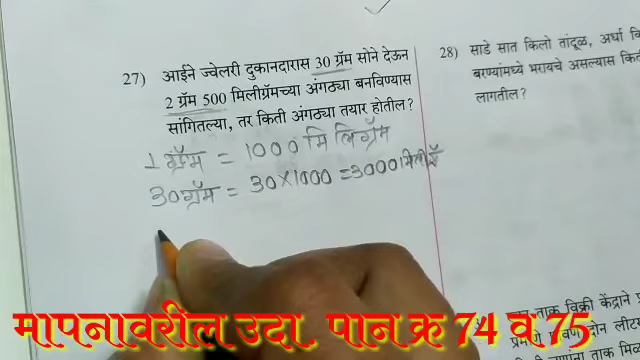 27) आईने ज्वेलरी दुकानदारास 30 ग्रॅम सोने देऊन
2 ग्रॅम 500 मिलीग्रॅमच्या अंगठ्या बनविण्यास
सांगितल्या, तर किती अंगठ्या तयार होतील?
1 ग्रॅम = 1000 मि लिग्रॅम
30 ग्रॅम = 30×1000 = 30000 मिलीग्रॅ
28) साडे सात किलो तांदूळ, अर्धा
बरण्यांमध्ये भरायचे असल्यास
लागतील?
ताक विक्री केंद्राने
दोन लीटर
ताक
मापनावरील उदा. पान क्र 74 व 75